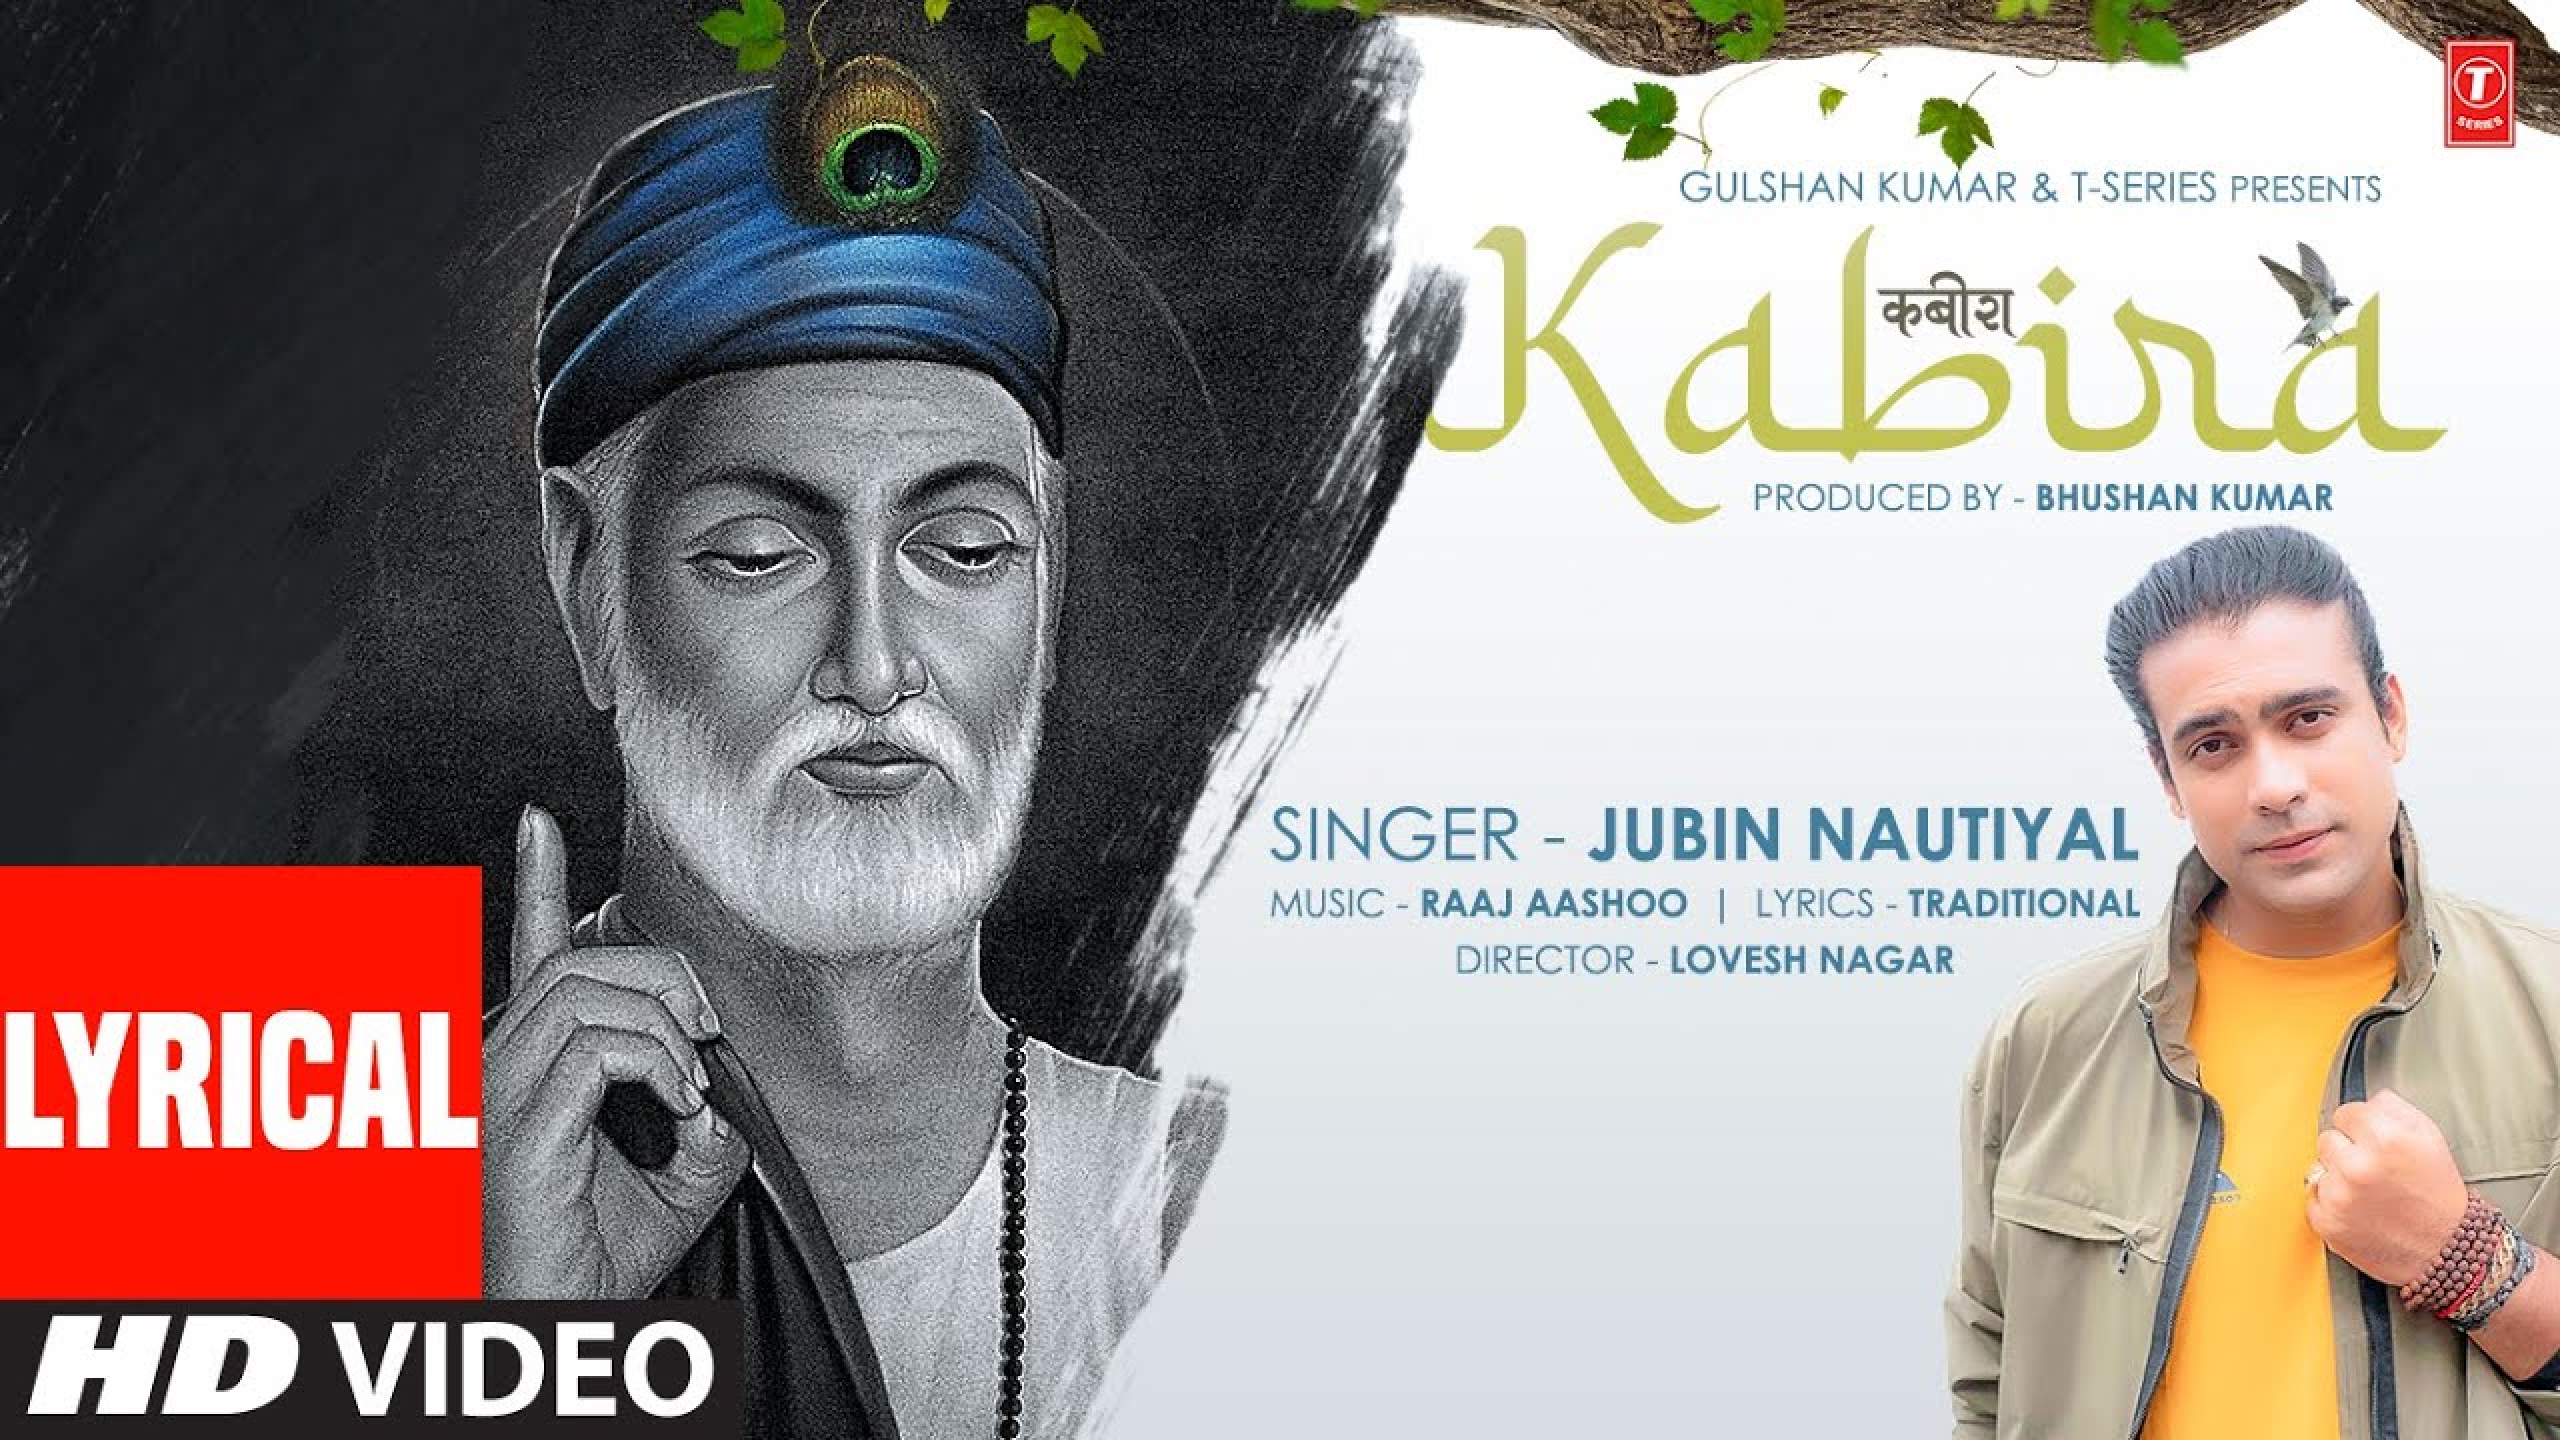 T
SERIES
GULSHAN KUMAR & T-SERIES PRESENTS
Kabira
कबीरा
PRODUCED BY - BHUSHAN KUMAR
SINGER - JUBIN NAUTIYAL
MUSIC - RAAJ AASHOO | LYRICS - TRADITIONAL
DIRECTOR - LOVESH NAGAR
LYRICAL
HD VIDEO